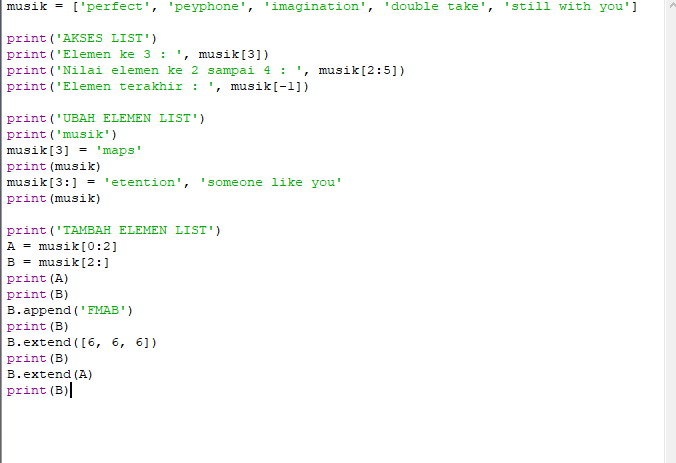 musik = ['perfect', 'peyphone', 'imagination', 'double take', 'still with you']
print('AKSES LIST')
print('Elemen ke 3 : ', musik[3])
print('Nilai elemen ke 2 sampai 4 : ', musik[2:5])
print('Elemen terakhir : ', musik[-1])
print('UBAH ELEMEN LIST')
print('musik')
musik[3] = 'maps'
print(musik)
musik[3:] = 'etention', 'someone like you'
print(musik)
print('TAMBAH ELEMEN LIST')
A = musik[0:2]
B = musik[2:]
print(A)
print(B)
B.append('FMAB')
print(B)
B.extend([6, 6, 6])
print(B)
B.extend(A)
print(B)